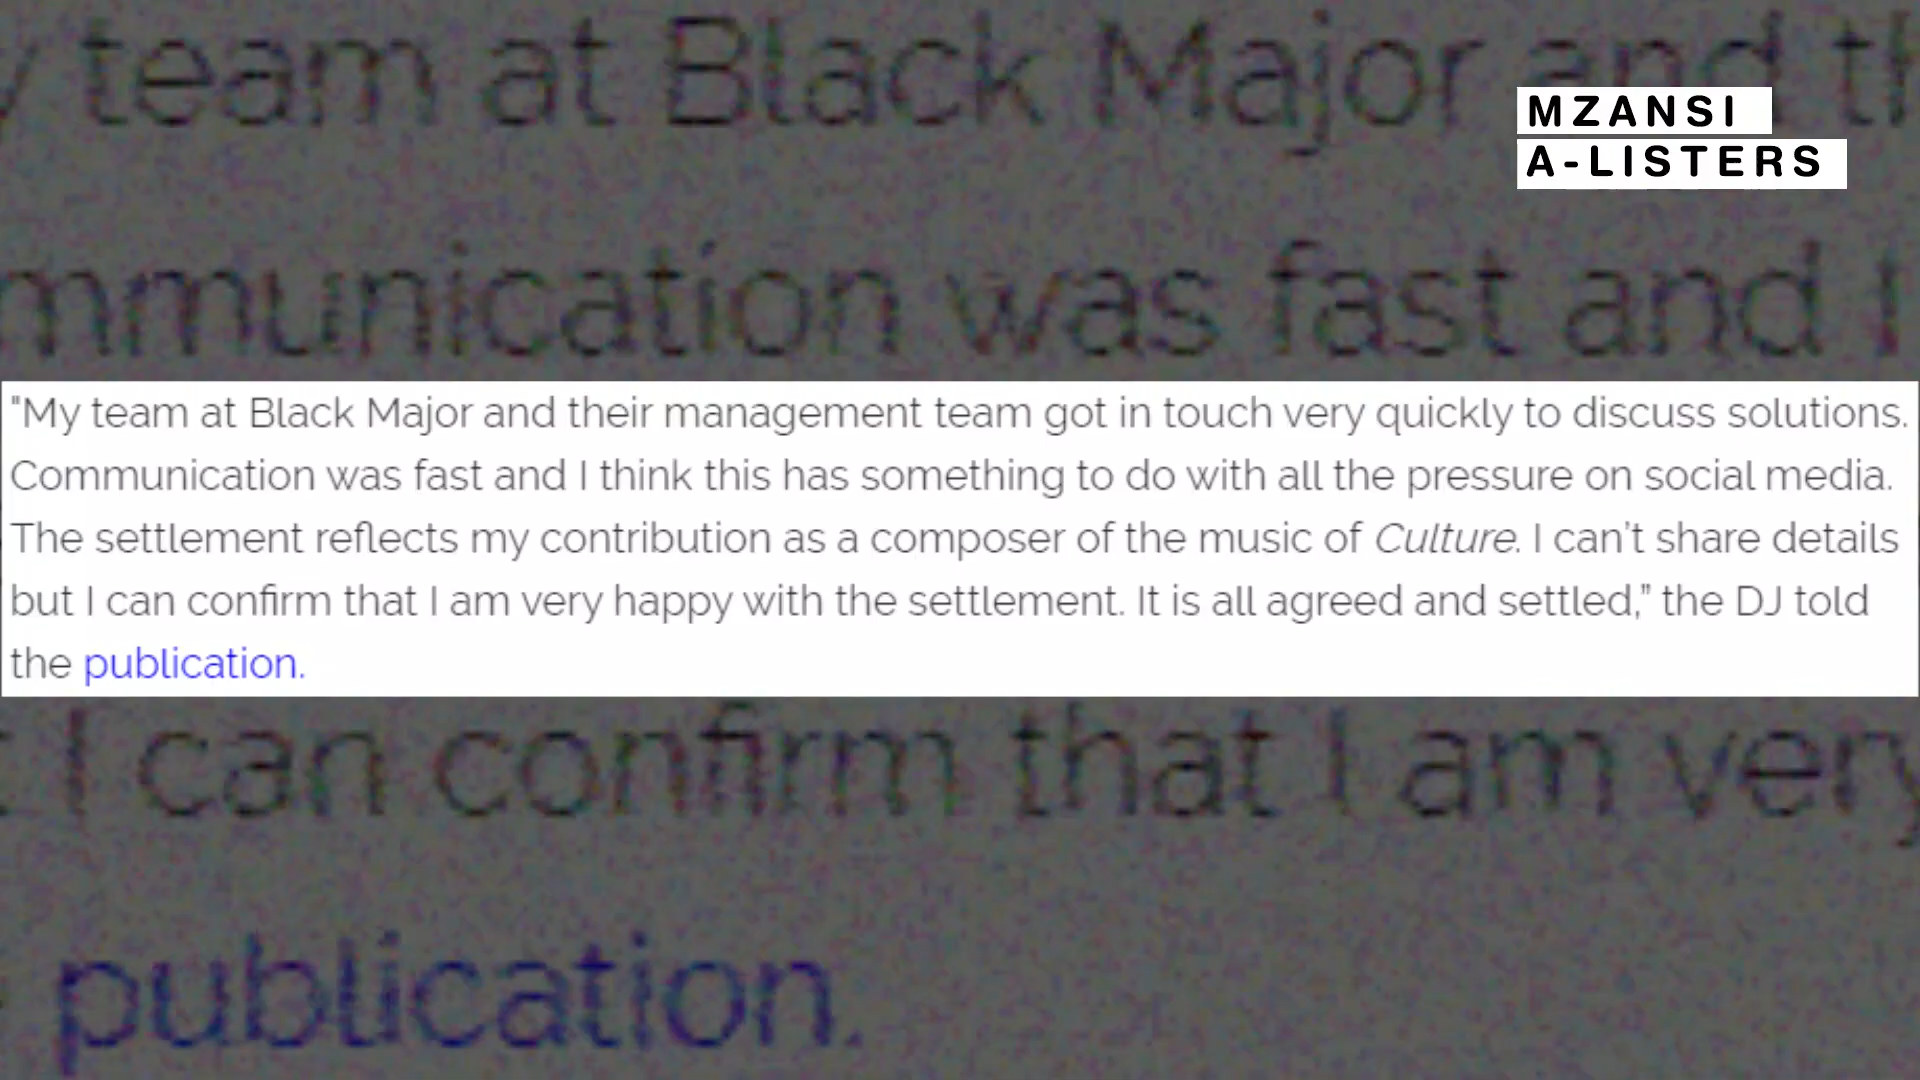 y team at Black Major and th
MZANSI
A-LISTERS
mmunication was fast and I
"My team at Black Major and their management team got in touch very quickly to discuss solutions.
Communication was fast and I think this has something to do with all the pressure on social media.
The settlement reflects my contribution as a composer of the music of Culture. I can't share details
but I can confirm that I am very happy with the settlement. It is all agreed and settled,” the DJ told
the publication.
I can confirm that I am very
publication.